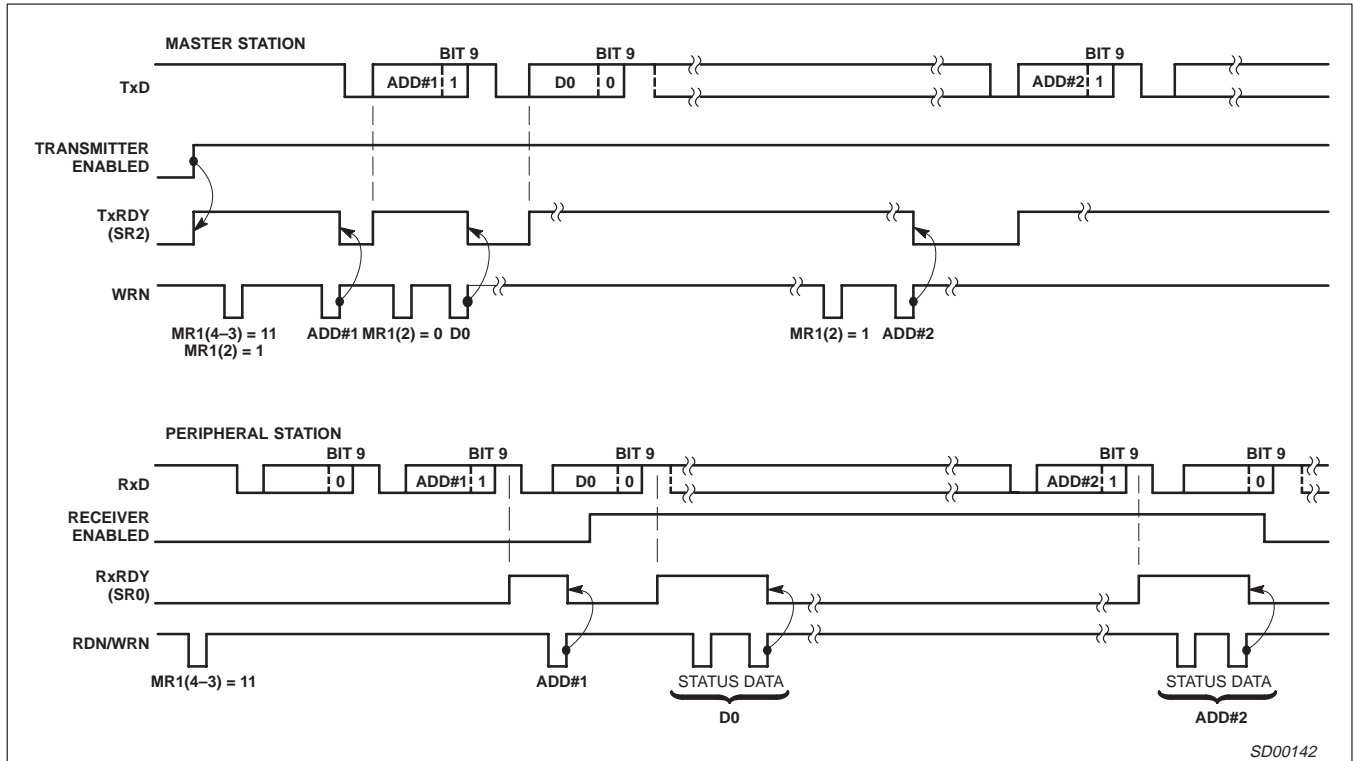 MASTER STATION
BIT 9 BIT 9 BIT 9
TxD ADD#1 1 D0 0 ADD#2 1
TRANSMITTER
ENABLED
TxRDY
(SR2)
WRN
MR1(4–3) = 11 ADD#1 MR1(2) = 0 D0 MR1(2) = 1 ADD#2
MR1(2) = 1
PERIPHERAL STATION
BIT 9 BIT 9 BIT 9 BIT 9 BIT 9
RxD 0 ADD#1 1 D0 0 ADD#2 1 0
RECEIVER
ENABLED
RxRDY
(SR0)
RDN/WRN
MR1(4–3) = 11 ADD#1 STATUS DATA STATUS DATA
D0 ADD#2
SD00142